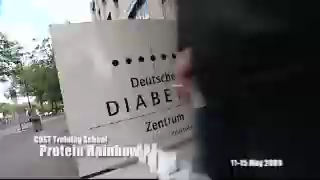 Deutsche
DIABE
Zentrum
COST Training School
Protein Rainbow
11-15 May 2009